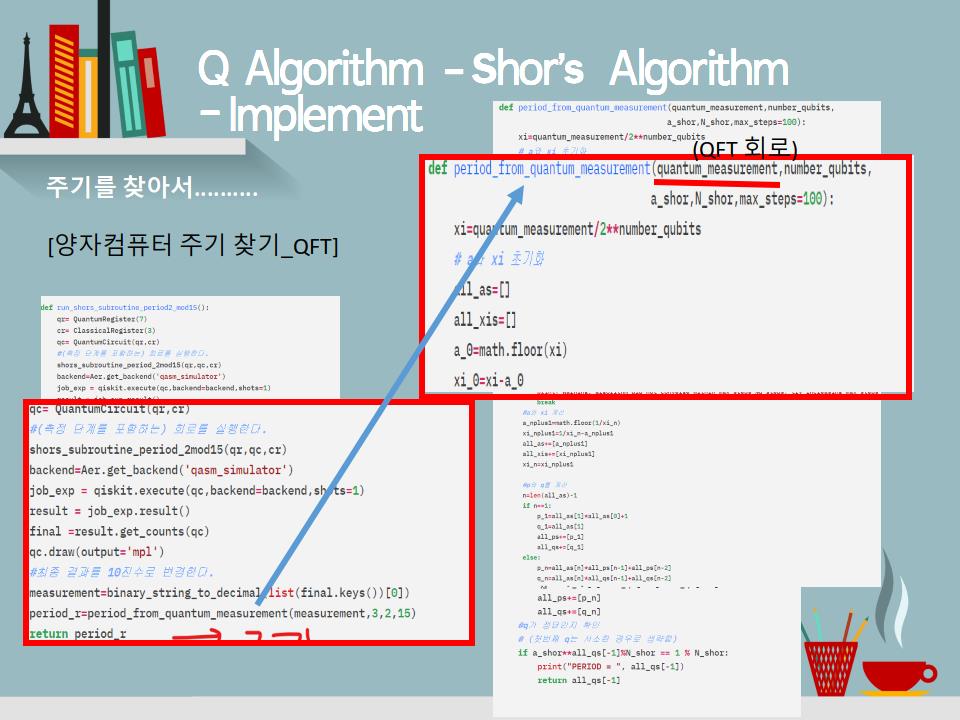 Q Algorithm - Shor's Algorithm
- Implement
주기를 찾아서..........
[양자컴퓨터 주기 찾기_QFT]
def run_shors_subroutine_period2_mod15():
qr= QuantumRegister(7)
cr= ClassicalRegister(3)
qc= QuantumCircuit(qr,cr)
#(측정 단계를 포함하는) 회로를 실행한다.
shors_subroutine_period_2mod15(qr,qc,cr)
backend=Aer.get_backend('qasm_simulator')
job_exp = qiskit.execute(qc,backend=backend,shots=1)
qc= QuantumCircuit(qr,cr)
#(측정 단계를 포함하는) 회로를 실행한다.
shors_subroutine_period_2mod15(qr,qc,cr)
backend=Aer.get_backend('qasm_simulator')
job_exp = qiskit.execute(qc,backend=backend,shots=1)
result = job_exp.result()
final =result.get_counts(qc)
qc.draw(output='mpl')
#최종 결과를 10진수로 변경한다.
measurement=binary_string_to_decimal(list(final.keys())[0])
period_r=period_from_quantum_measurement(measurement,3,2,15)
return period_r
def period_from_quantum_measurement(quantum_measurement,number_qubits,
a_shor,N_shor,max_steps=100):
xi=quantum_measurement/2**number_qubits
# a와 xi 초기화
(QFT 회로)
def period_from_quantum_measurement(quantum_measurement,number_qubits,
a_shor,N_shor,max_steps=100):
xi=quantum_measurement/2**number_qubits
# a와 xi 초기화
all_as=[]
all_xis=[]
a_0=math.floor(xi)
xi_0=xi-a_0
break
#a와 xi 계산
a_nplus1=math.floor(1/xi_n)
xi_nplus1=1/xi_n-a_nplus1
all_as+=[a_nplus1]
all_xis+=[xi_nplus1]
xi_n=xi_nplus1
#p와 q를 계산
n=len(all_as)-1
if n==1:
p_1=all_as[1]*all_as[0]+1
q_1=all_as[1]
all_ps+=[p_1]
all_qs+=[q_1]
else:
p_n=all_as[n]*all_ps[n-1]+all_ps[n-2]
q_n=all_as[n]*all_qs[n-1]+all_qs[n-2]
all_ps+=[p_n]
all_qs+=[q_n]
#q가 정답인지 확인
# (첫번째 q는 사소한 경우로 생략함)
if a_shor**all_qs[-1]%N_shor == 1 % N_shor:
print("PERIOD = ", all_qs[-1])
return all_qs[-1]